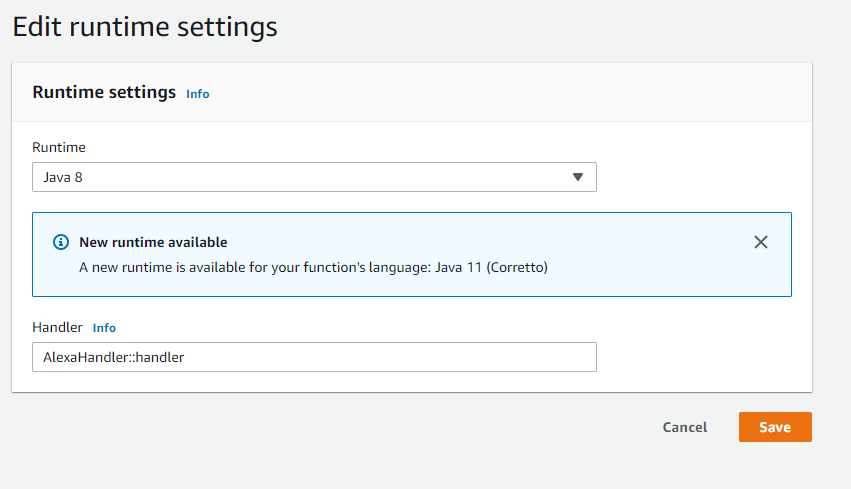 Edit runtime settings
Runtime settings Info
Runtime
Java 8
New runtime available
A new runtime is available for your function's language: Java 11 (Corretto)
Handler Info
AlexaHandler::handler
Cancel Save